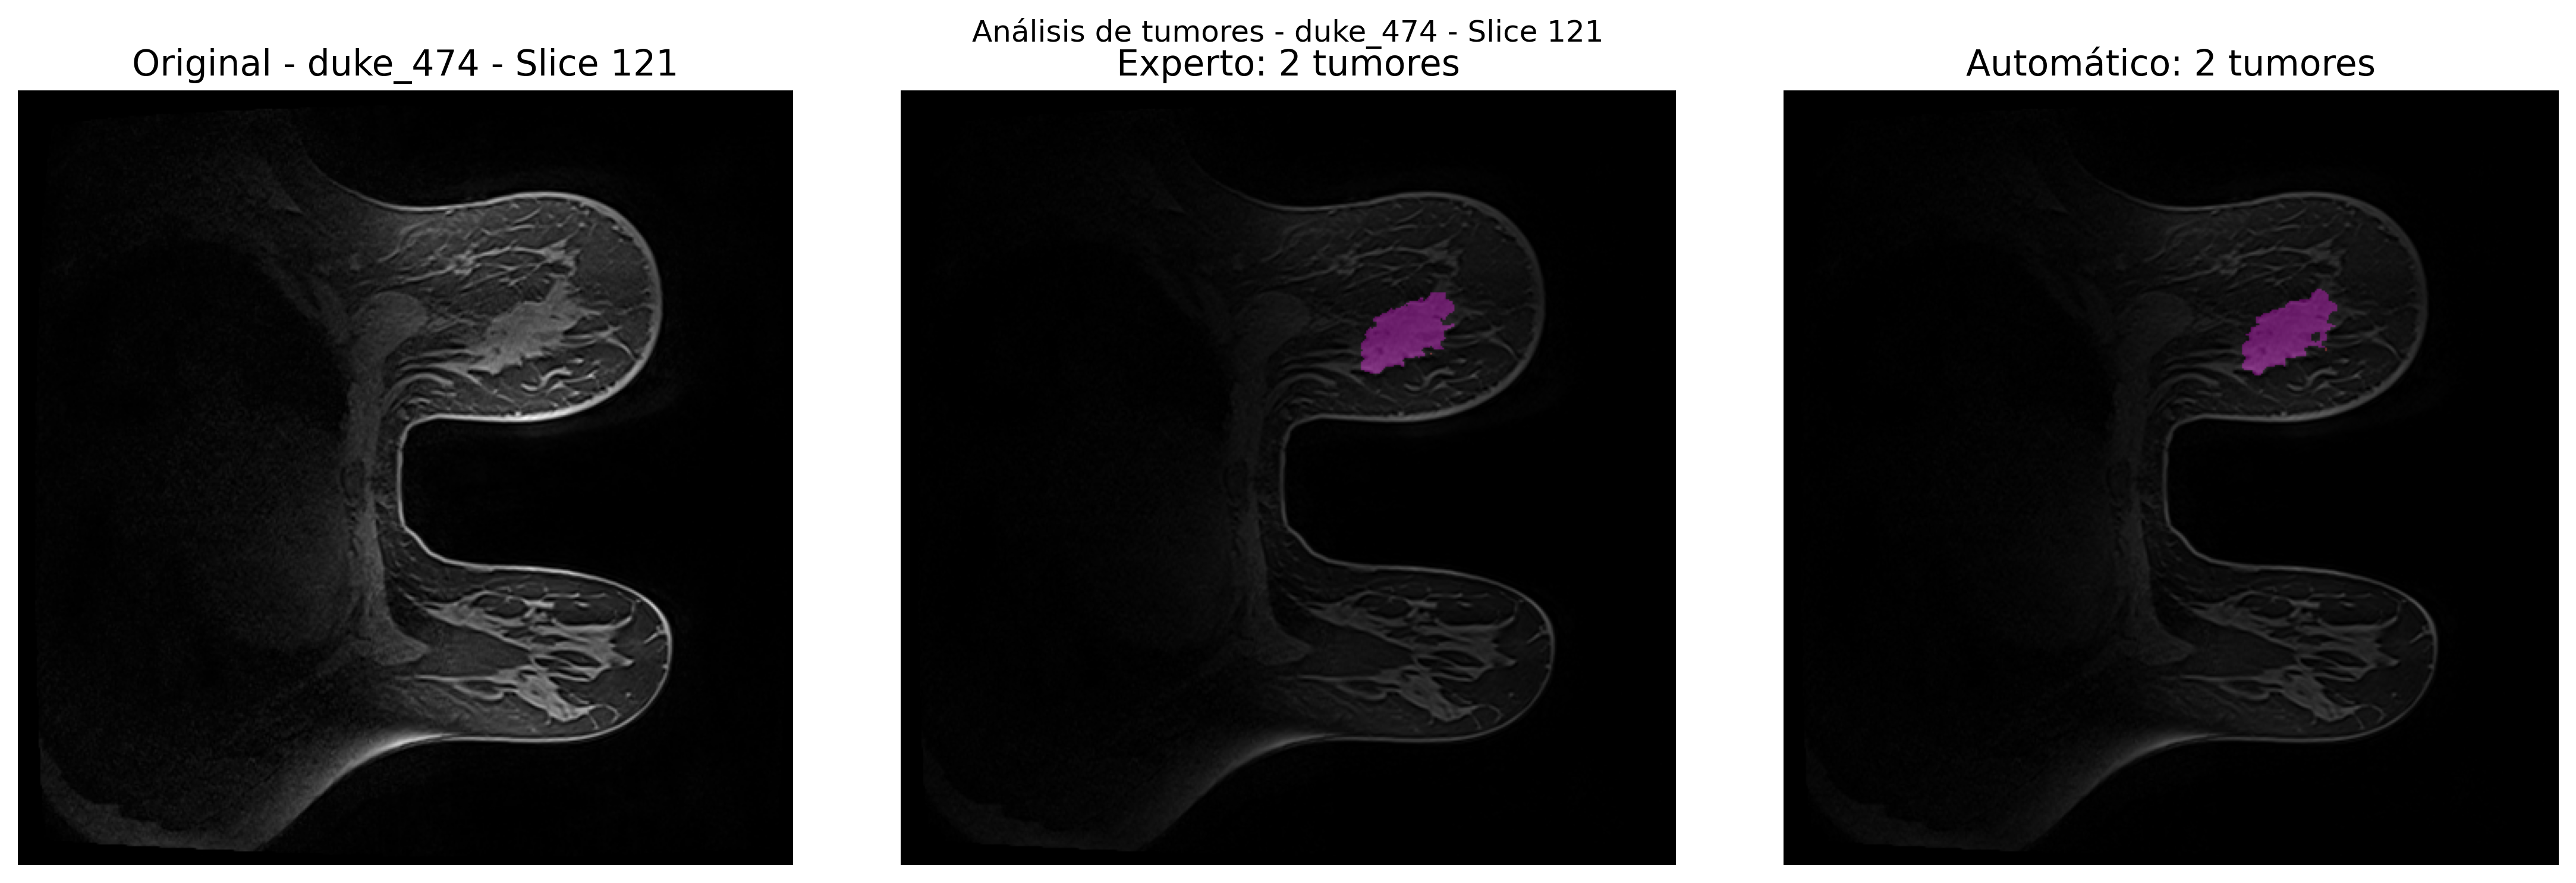 Análisis de tumores - duke_474 - Slice 121
Original - duke_474 - Slice 121
Experto: 2 tumores
Automático: 2 tumores